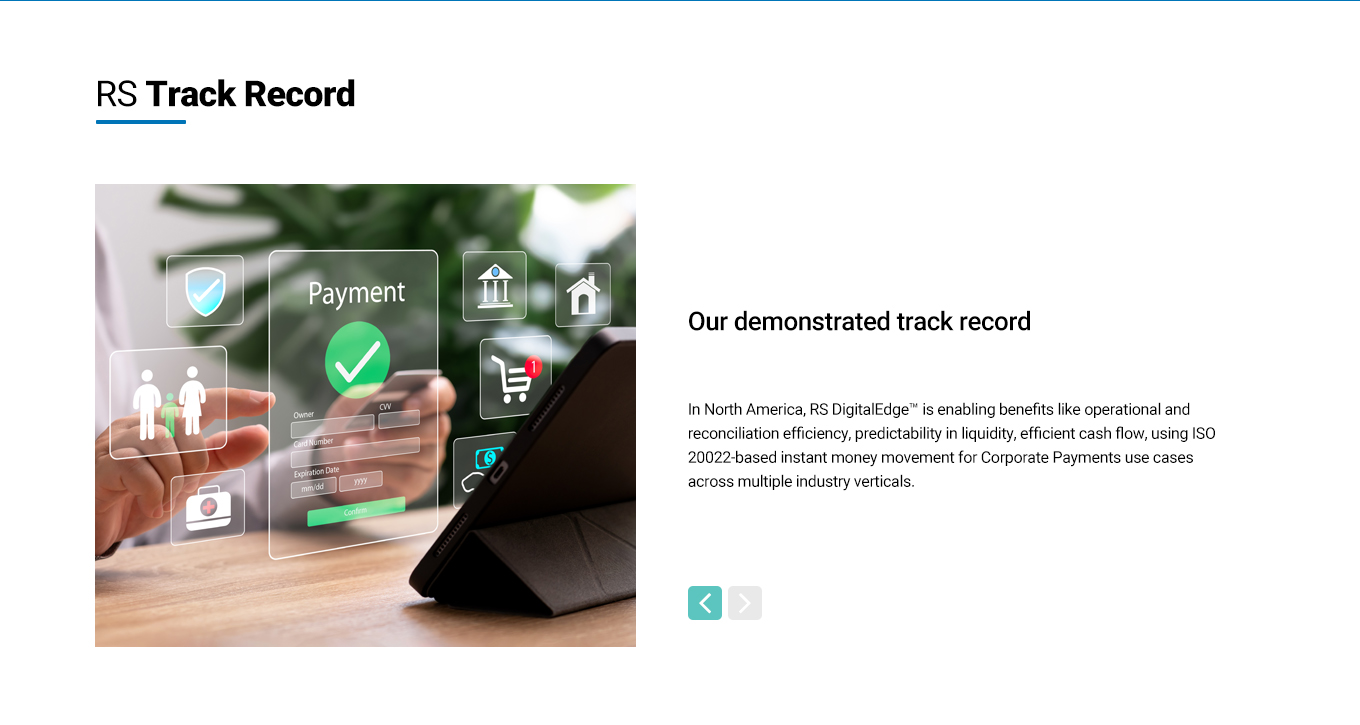 RS Track Record
Payment
1
Owner
CVV
Card Number
Expiration Date
mm/dd
yyyy
Confirm
$
Our demonstrated track record
In North America, RS DigitalEdge™ is enabling benefits like operational and
reconciliation efficiency, predictability in liquidity, efficient cash flow, using ISO
20022-based instant money movement for Corporate Payments use cases
across multiple industry verticals.